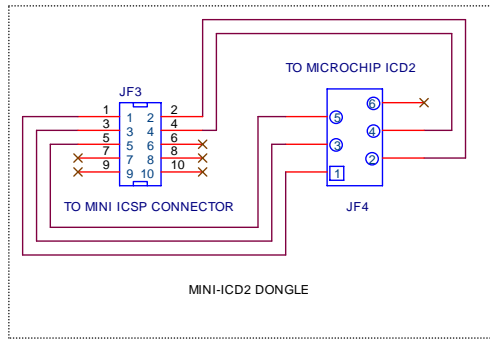 TO MICROCHIP ICD2
JF3
1 1 2 2
3 3 4 4
5 5 6 6
7 7 8 8
9 9 10 10
6
5
4
3
2
1
TO MINI ICSP CONNECTOR
JF4
MINI-ICD2 DONGLE